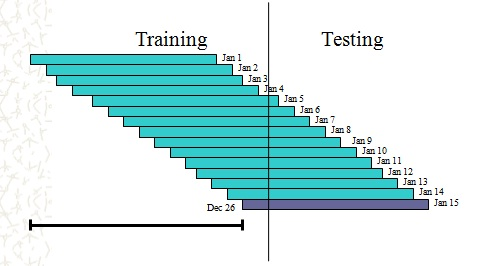 Training
Testing
Jan 1
Jan 2
Jan 3
Jan 4
Jan 5
Jan 6
Jan 7
Jan 8
Jan 9
Jan 10
Jan 11
Jan 12
Jan 13
Jan 14
Dec 26
Jan 15